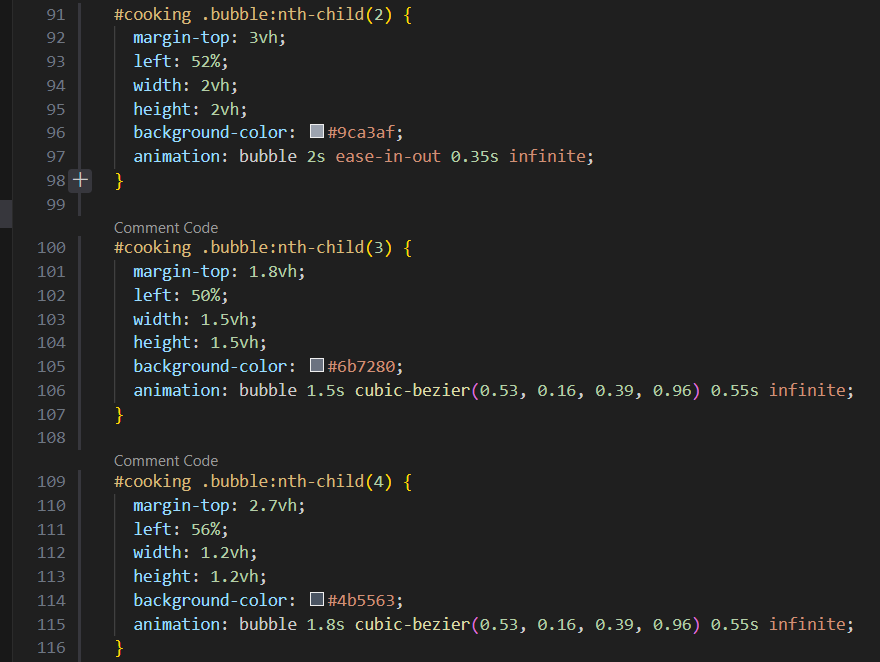 91 #cooking .bubble:nth-child(2) {
92 margin-top: 3vh;
93 left: 52%;
94 width: 2vh;
95 height: 2vh;
96 background-color: #9ca3af;
97 animation: bubble 2s ease-in-out 0.35s infinite;
98 + }
99
Comment Code
100 #cooking .bubble:nth-child(3) {
101 margin-top: 1.8vh;
102 left: 50%;
103 width: 1.5vh;
104 height: 1.5vh;
105 background-color: #6b7280;
106 animation: bubble 1.5s cubic-bezier(0.53, 0.16, 0.39, 0.96) 0.55s infinite;
107 }
108
Comment Code
109 #cooking .bubble:nth-child(4) {
110 margin-top: 2.7vh;
111 left: 56%;
112 width: 1.2vh;
113 height: 1.2vh;
114 background-color: #4b5563;
115 animation: bubble 1.8s cubic-bezier(0.53, 0.16, 0.39, 0.96) 0.55s infinite;
116 }